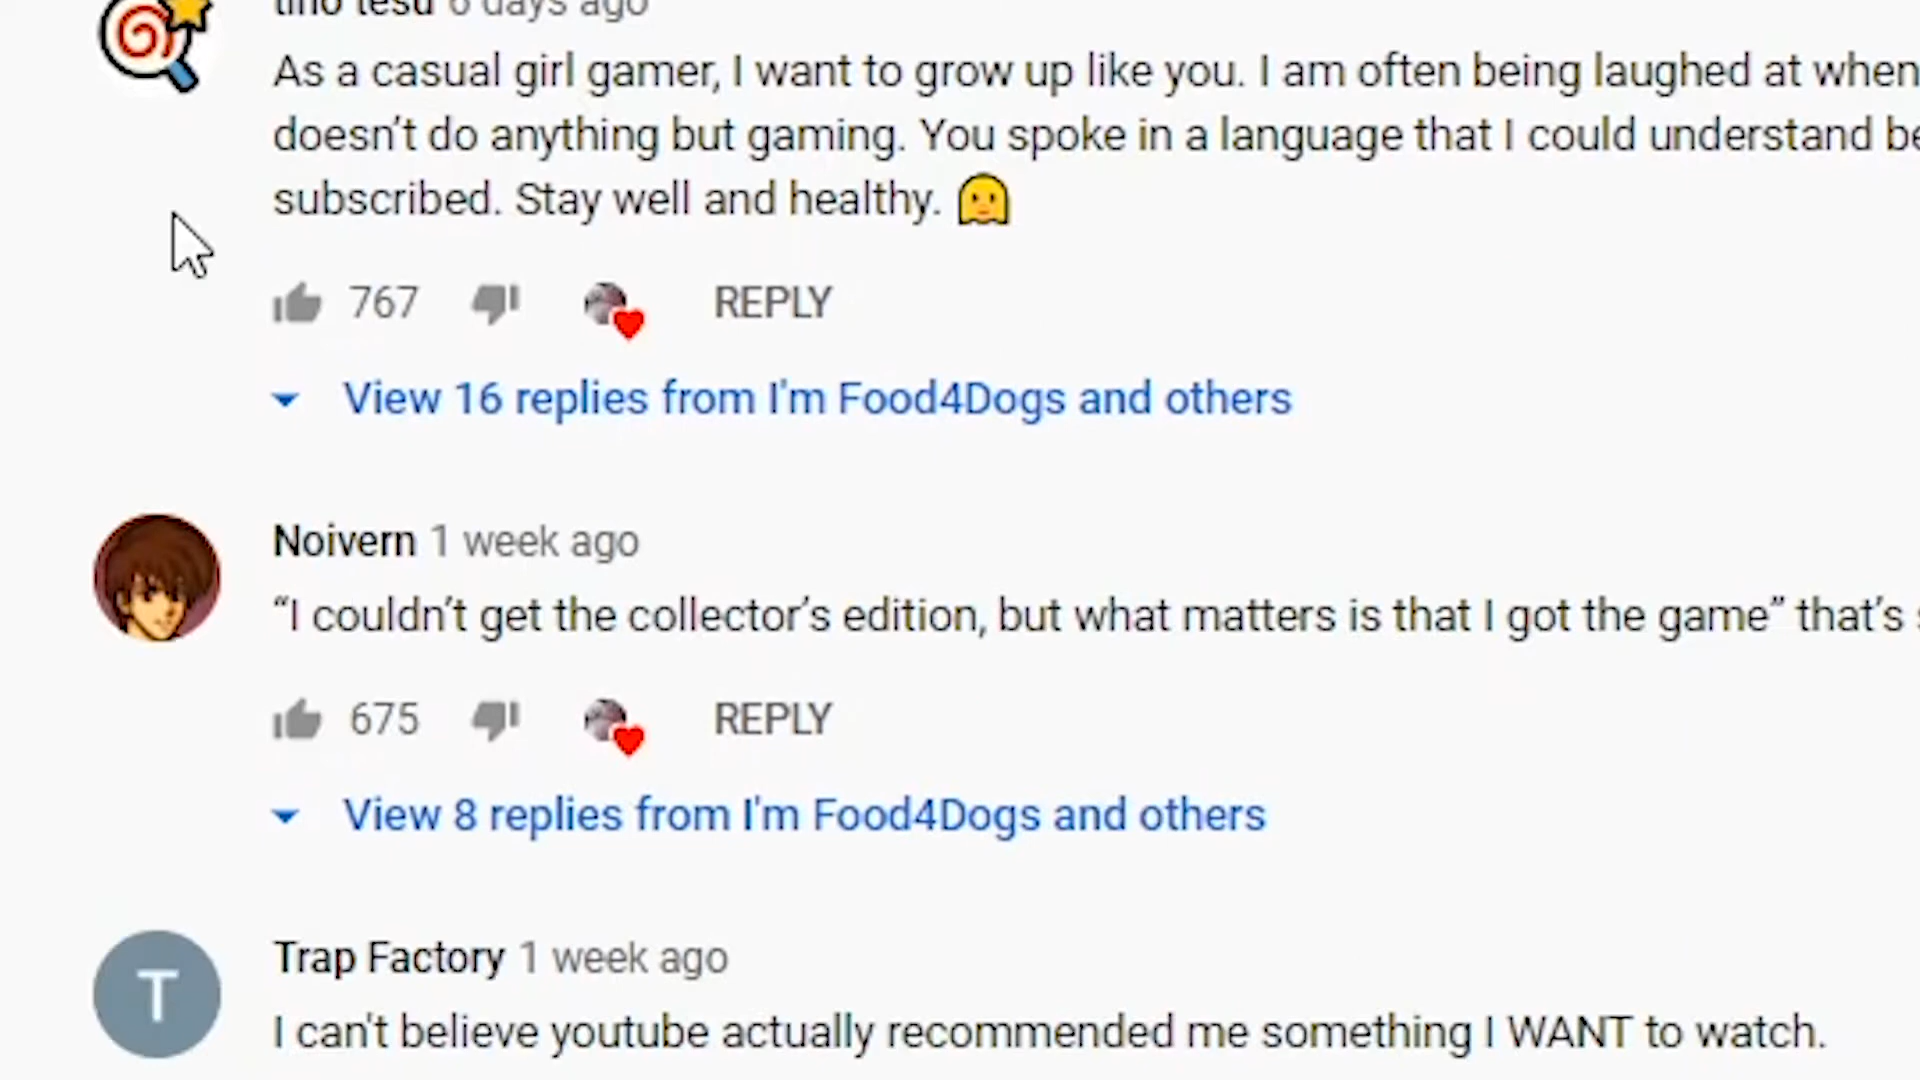 6 days ago
As a casual girl gamer, I want to grow up like you. I am often being laughed at when
doesn’t do anything but gaming. You spoke in a language that I could understand
subscribed. Stay well and healthy.
767 REPLY
View 16 replies from I'm Food4Dogs and others
Noivern 1 week ago
“I couldn’t get the collector’s edition, but what matters is that I got the game” that’s
675 REPLY
View 8 replies from I'm Food4Dogs and others
T
Trap Factory 1 week ago
I can't believe youtube actually recommended me something I WANT to watch.